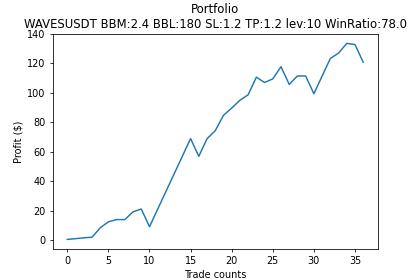 Portfolio
WAVESUSDT BBM:2.4 BBL:180 SL:1.2 TP:1.2 lev:10 WinRatio:78.0
140
120
100
80
60
40
20
0
Profit ($)
0 5 10 15 20 25 30 35
Trade counts